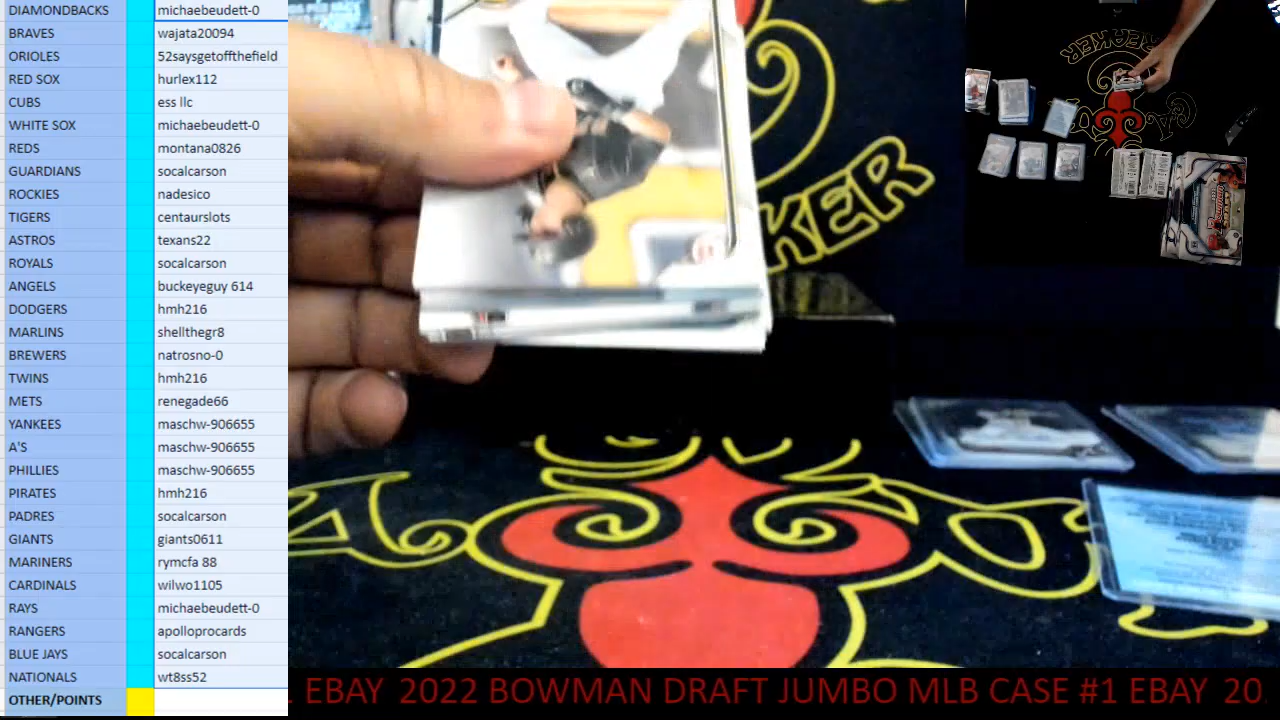 DIAMONDBACKS michaebeudett-0
BRAVES wajata20094
ORIOLES 52saysgetoffthefield
RED SOX hurlex112
CUBS ess llc
WHITE SOX michaebeudett-0
REDS montana0826
GUARDIANS socalcarson
ROCKIES nadesico
TIGERS centaurslots
ASTROS texans22
ROYALS socalcarson
ANGELS buckeyeguy 614
DODGERS hmh216
MARLINS shellthegr8
BREWERS natrosno-0
TWINS hmh216
METS renegade66
YANKEES maschw-906655
A'S maschw-906655
PHILLIES maschw-906655
PIRATES hmh216
PADRES socalcarson
GIANTS giants0611
MARINERS rymcfa 88
CARDINALS wilwo1105
RAYS michaebeudett-0
RANGERS apolloprocards
BLUE JAYS socalcarson
NATIONALS wt8ss52
OTHER/POINTS
KER
REAKER
. EBAY 2022 BOWMAN DRAFT JUMBO MLB CASE #1 EBAY 20.